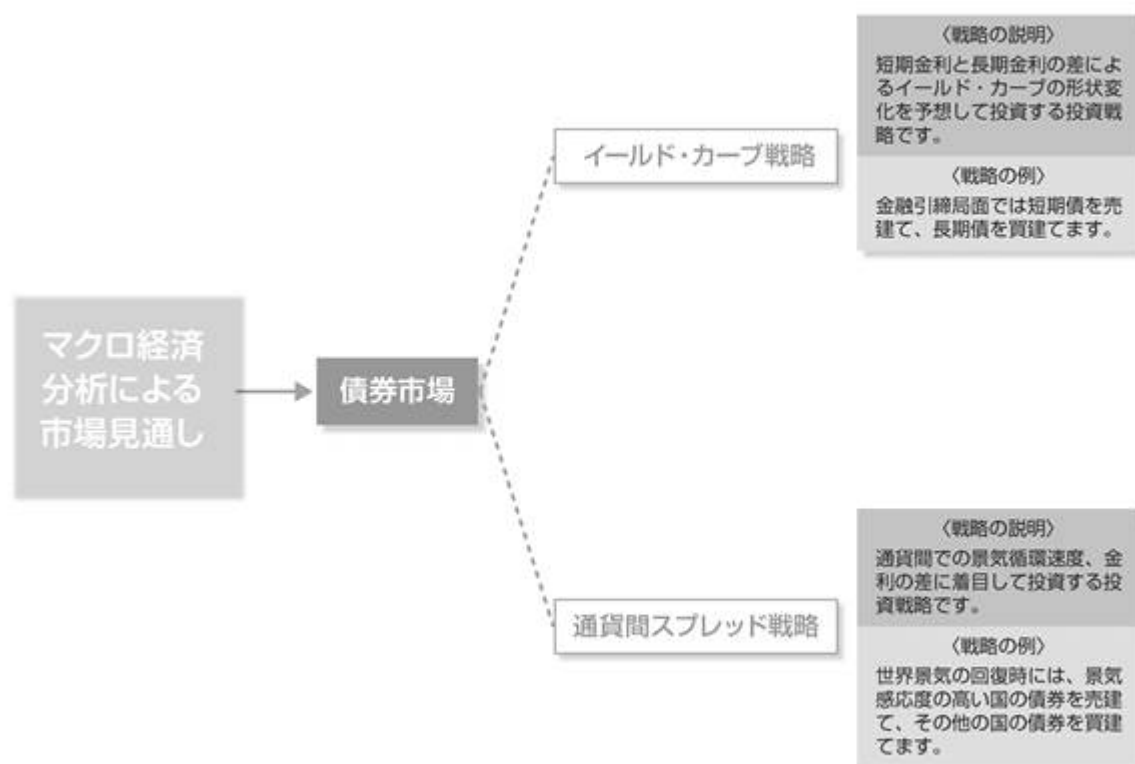 マクロ経済
分析による
市場見通し
債券市場
イールド・カーブ戦略
〈戦略の説明〉
短期金利と長期金利の差によ
るイールド・カーブの形状変
化を予想して投資する投資戦
略です。
〈戦略の例〉
金融引締局面では短期債を売
建て、長期債を買建てます。
通貨間スプレッド戦略
〈戦略の説明〉
通貨間での景気循環速度、金
利の差に着目して投資する投
資戦略です。
〈戦略の例〉
世界景気の回復時には、景気
感応度の高い国の債券を売建
て、その他の国の債券を買建
てます。